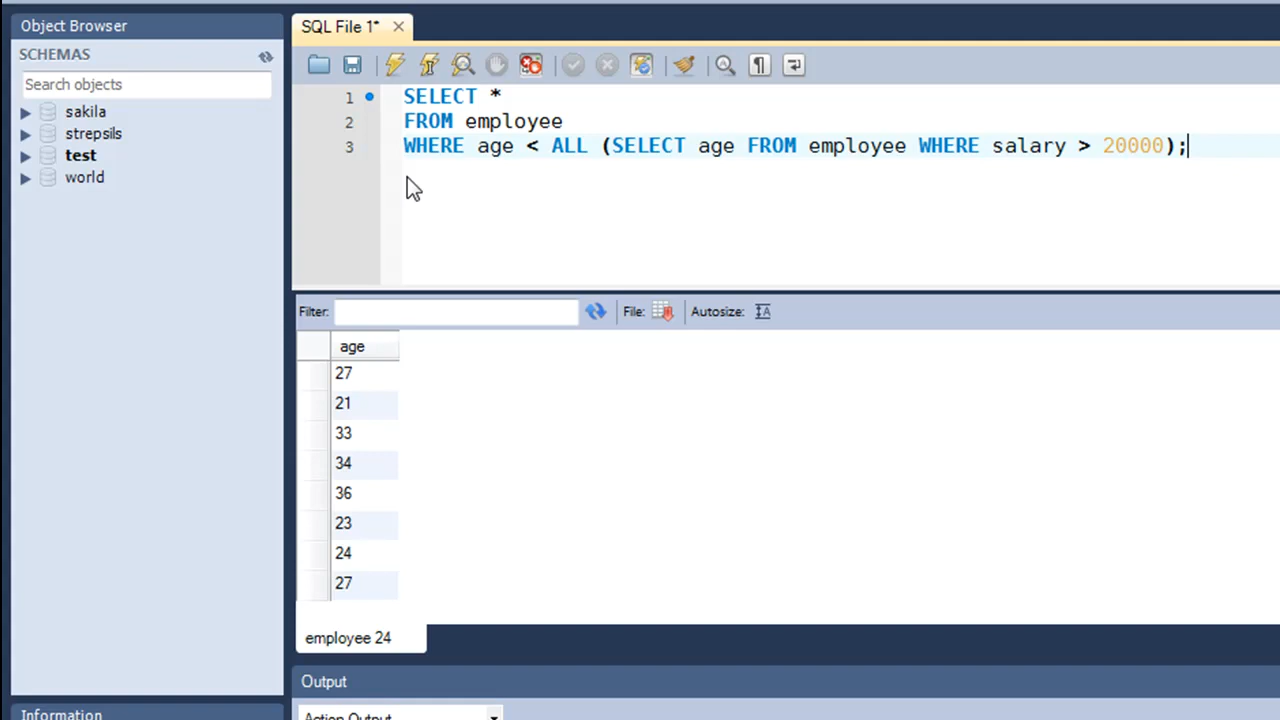 Object Browser
SCHEMAS
Search objects
sakila
strepsils
test
world
Information
SQL File 1*
1 SELECT *
2 FROM employee
3 WHERE age < ALL (SELECT age FROM employee WHERE salary > 20000);
Filter: File: Autosize:
age
27
21
33
34
36
23
24
27
employee 24
Output
Action Output